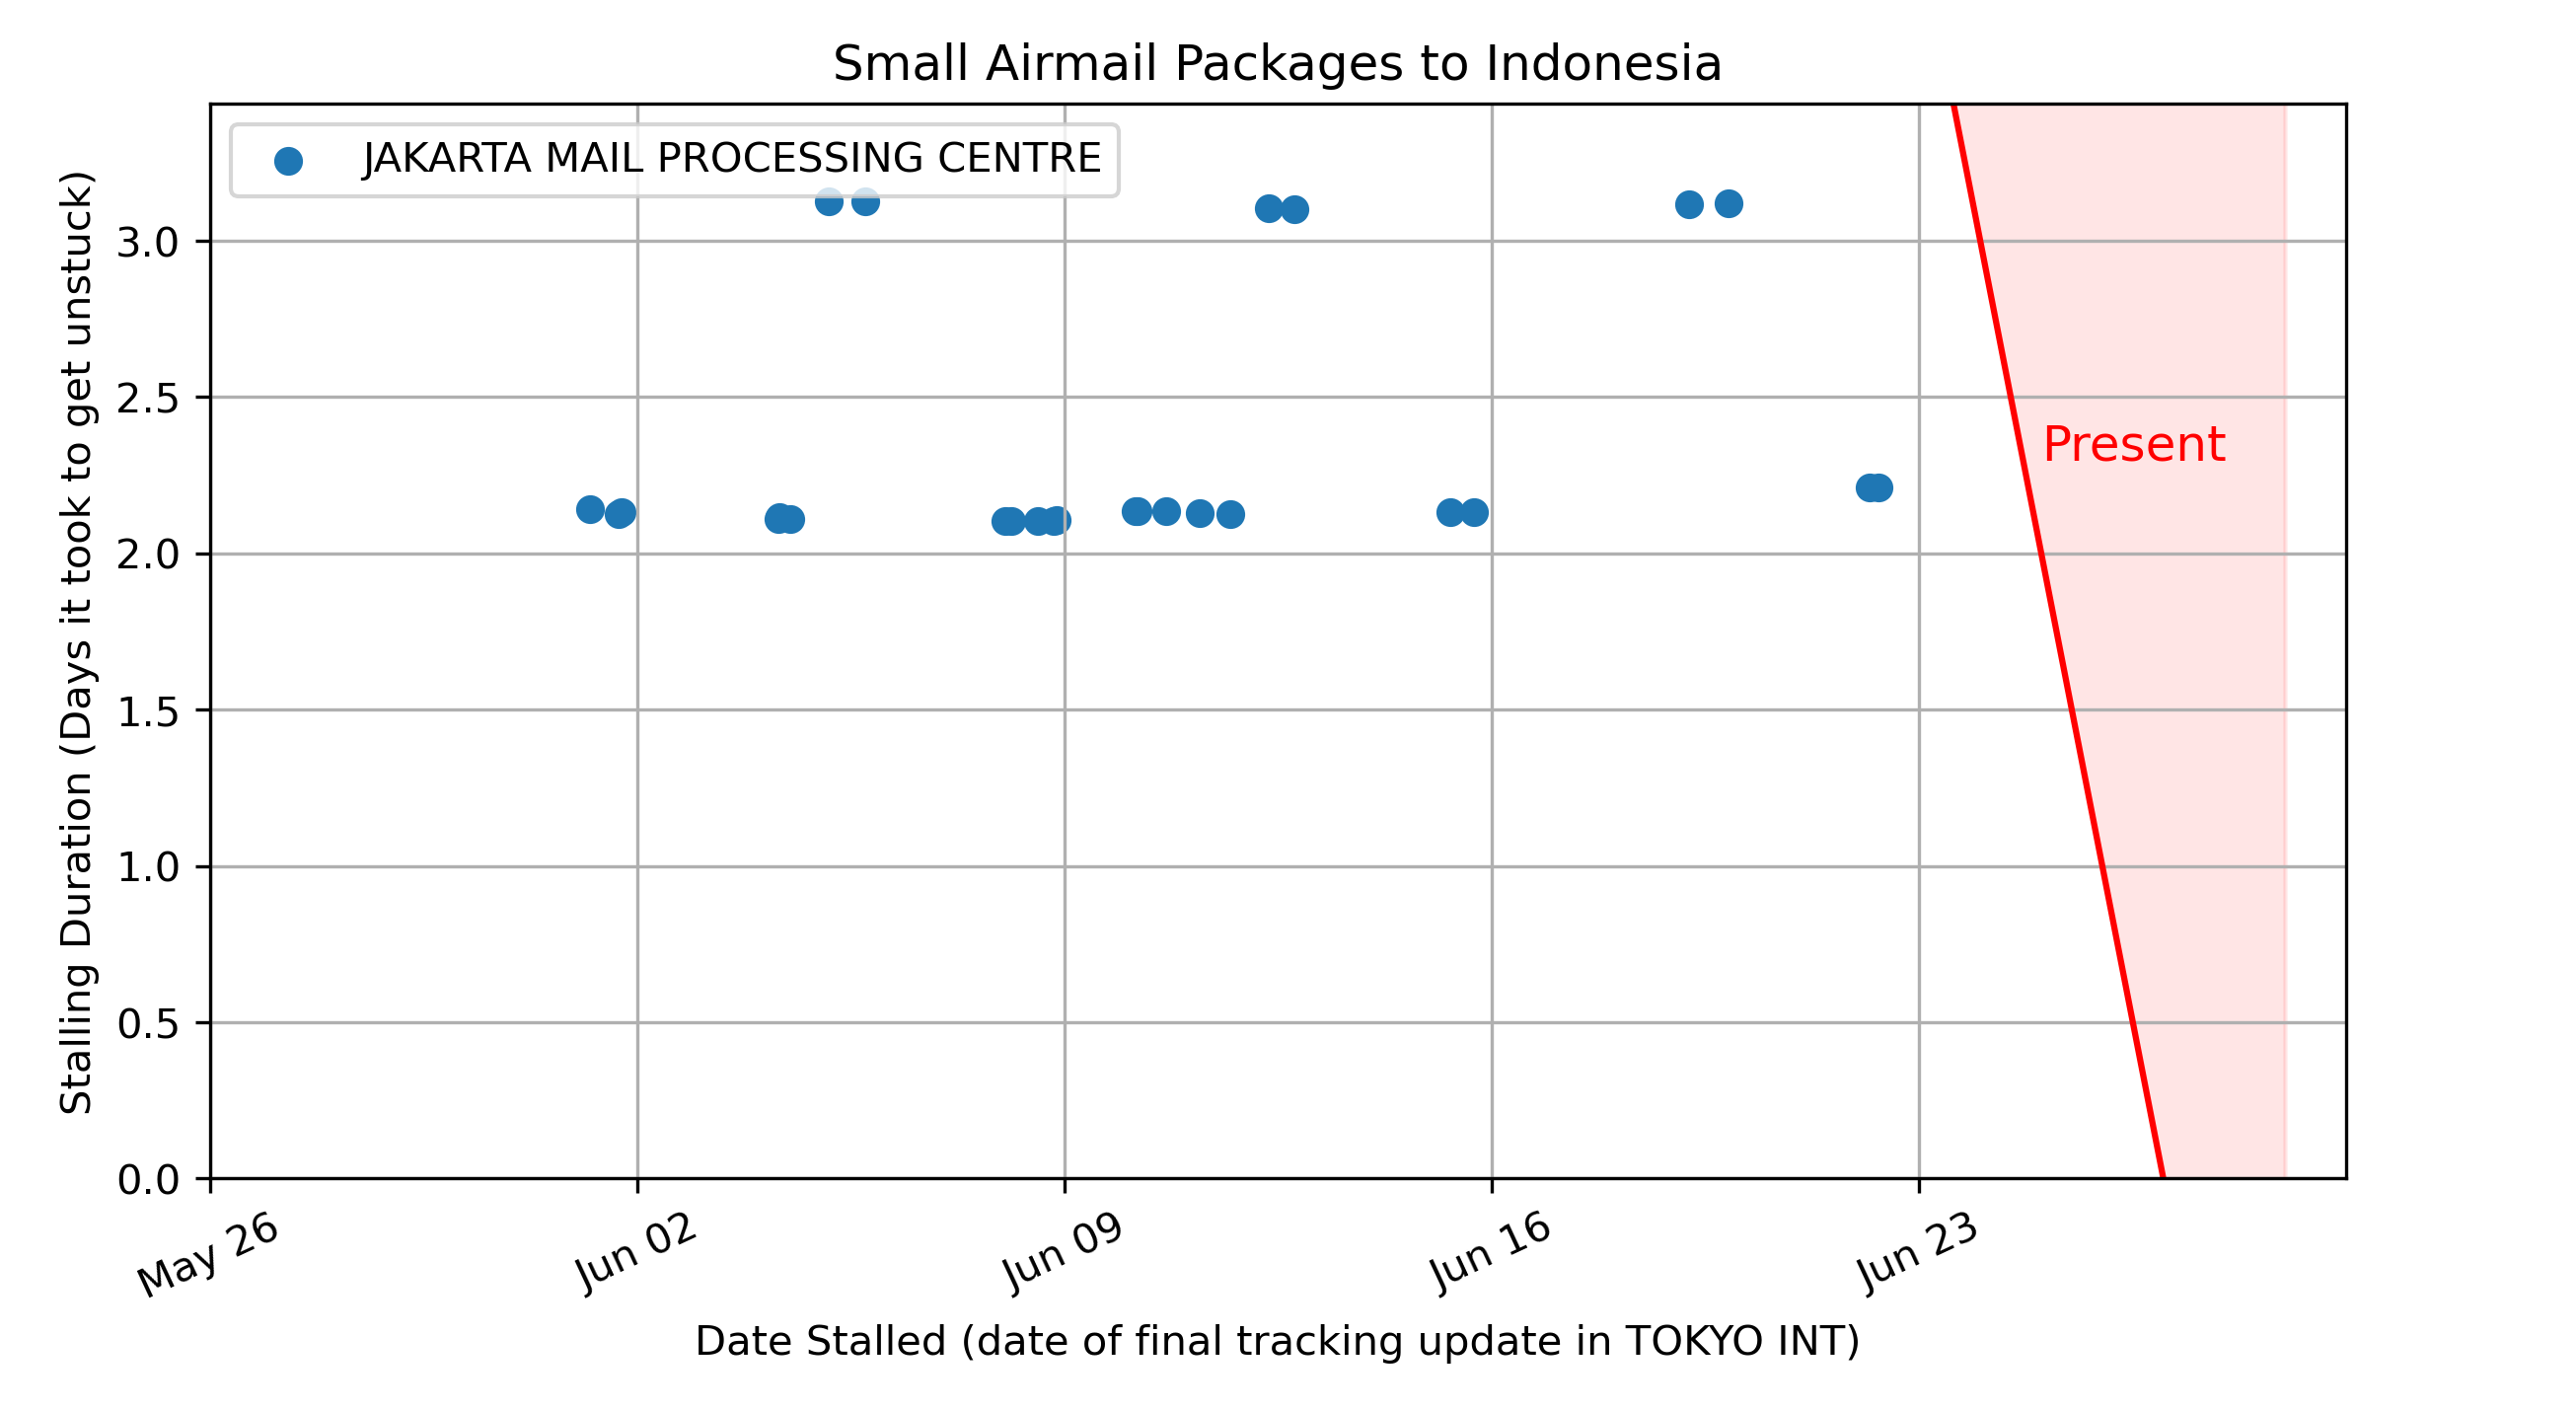 Small Airmail Packages to Indonesia
JAKARTA MAIL PROCESSING CENTRE
Stalling Duration (Days it took to get unstuck)
3.0
2.5
2.0
1.5
1.0
0.5
0.0
Present
May 26
Jun 02
Jun 09
Jun 16
Jun 23
Date Stalled (date of final tracking update in TOKYO INT)